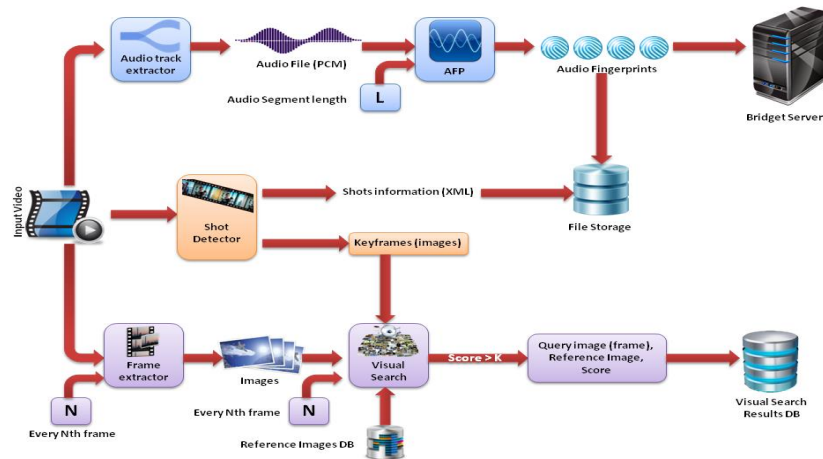 Audio track
extractor
Audio File (PCM)
Audio Segment length
L
AFP
Audio Fingerprints
Bridget Server
Input Video
Shot
Detector
Shots information (XML)
File Storage
Keyframes (images)
Frame
extractor
N
Every Nth frame
Images
Every Nth frame
N
Visual
Search
Reference Images DB
Score > K
Query image (frame),
Reference Image,
Score
Visual Search
Results DB